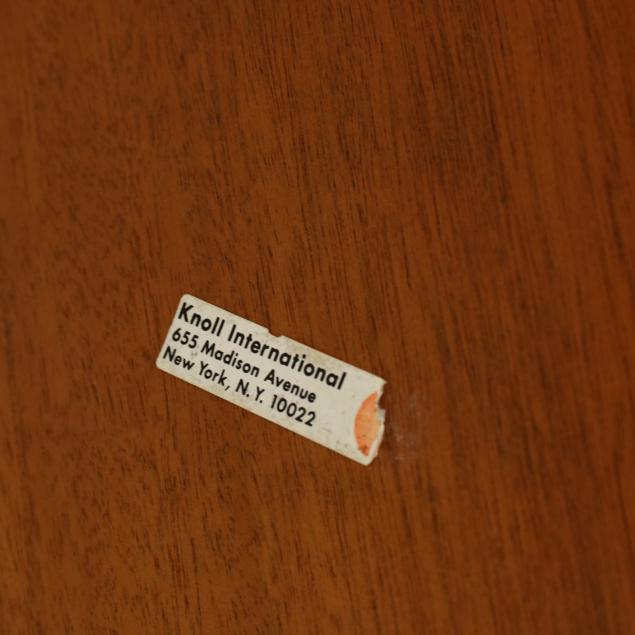 Knoll International
655 Madison Avenue
New York, N.Y. 10022